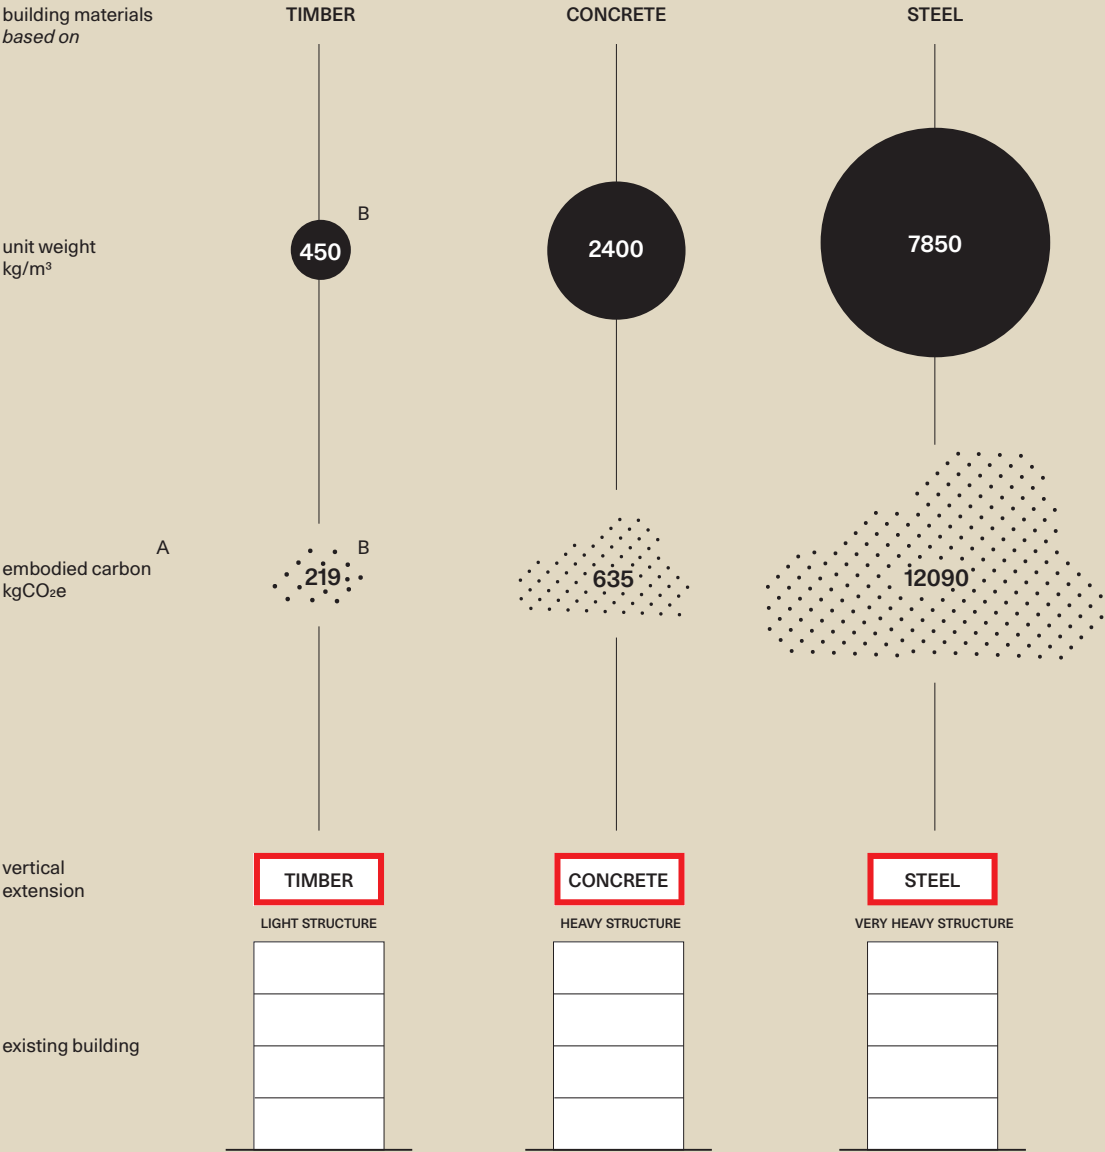 building materials
based on
TIMBER
CONCRETE
STEEL
unit weight
kg/m³
B
450
2400
7850
A
embodied carbon
kgCO₂e
B
219
635
12090
vertical
extension
TIMBER
CONCRETE
STEEL
LIGHT STRUCTURE
HEAVY STRUCTURE
VERY HEAVY STRUCTURE
existing building